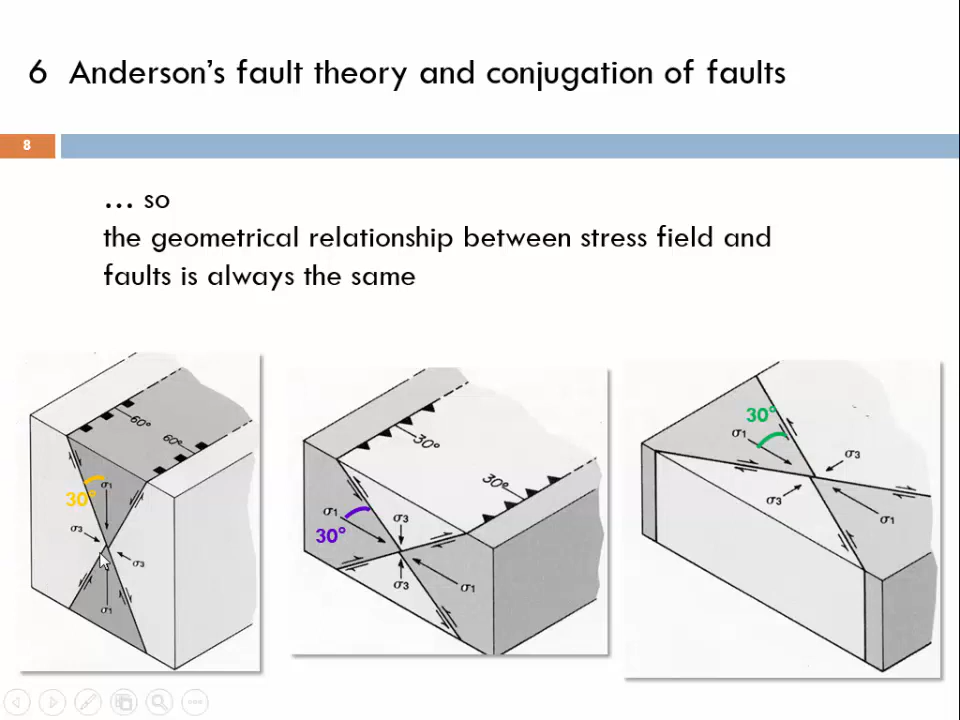 6 Anderson's fault theory and conjugation of faults
8
… so
the geometrical relationship between stress field and
faults is always the same
60°
60°
30°
σ1
σ3
σ3
σ1
30°
30°
σ1
σ3
30°
σ3
σ1
30°
σ1
σ3
σ3
σ1